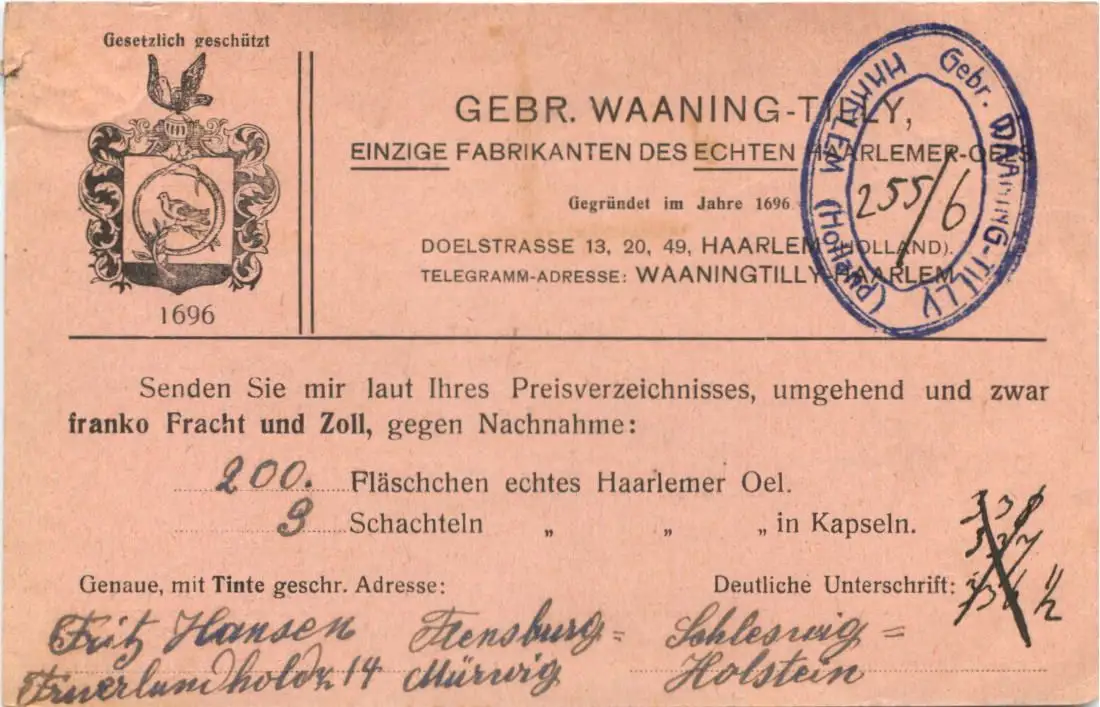 Gesetzlich geschützt
1696
GEBR. WAANING-TILLY,
EINZIGE FABRIKANTEN DES ECHTEN HAARLEMER-OELS
Gegründet im Jahre 1696
DOELSTRASSE 13, 20, 49, HAARLEM (HOLLAND).
TELEGRAMM-ADRESSE: WAANINGTILLY-HAARLEM
Gebr. WAANING-TILLY
HAARLEM (Holland)
255/6
Senden Sie mir laut Ihres Preisverzeichnisses, umgehend und zwar
franko Fracht und Zoll, gegen Nachnahme:
200. Fläschchen echtes Haarlemer Oel.
3 Schachteln „ „ „ in Kapseln.
Genaue, mit Tinte geschr. Adresse: Deutliche Unterschrift:
Fritz Hansen Flensburg= Schleswig=
14 Mürwig Holstein